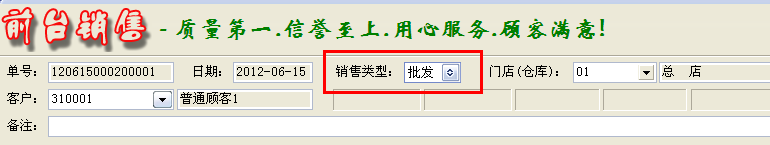 前台销售 - 质量第一.信誉至上.用心服务.顾客满意!
单号: 120615000200001 日期: 2012-06-15 销售类型: 批发 门店(仓库): 01 总 店
客户: 310001 普通顾客1
备注: